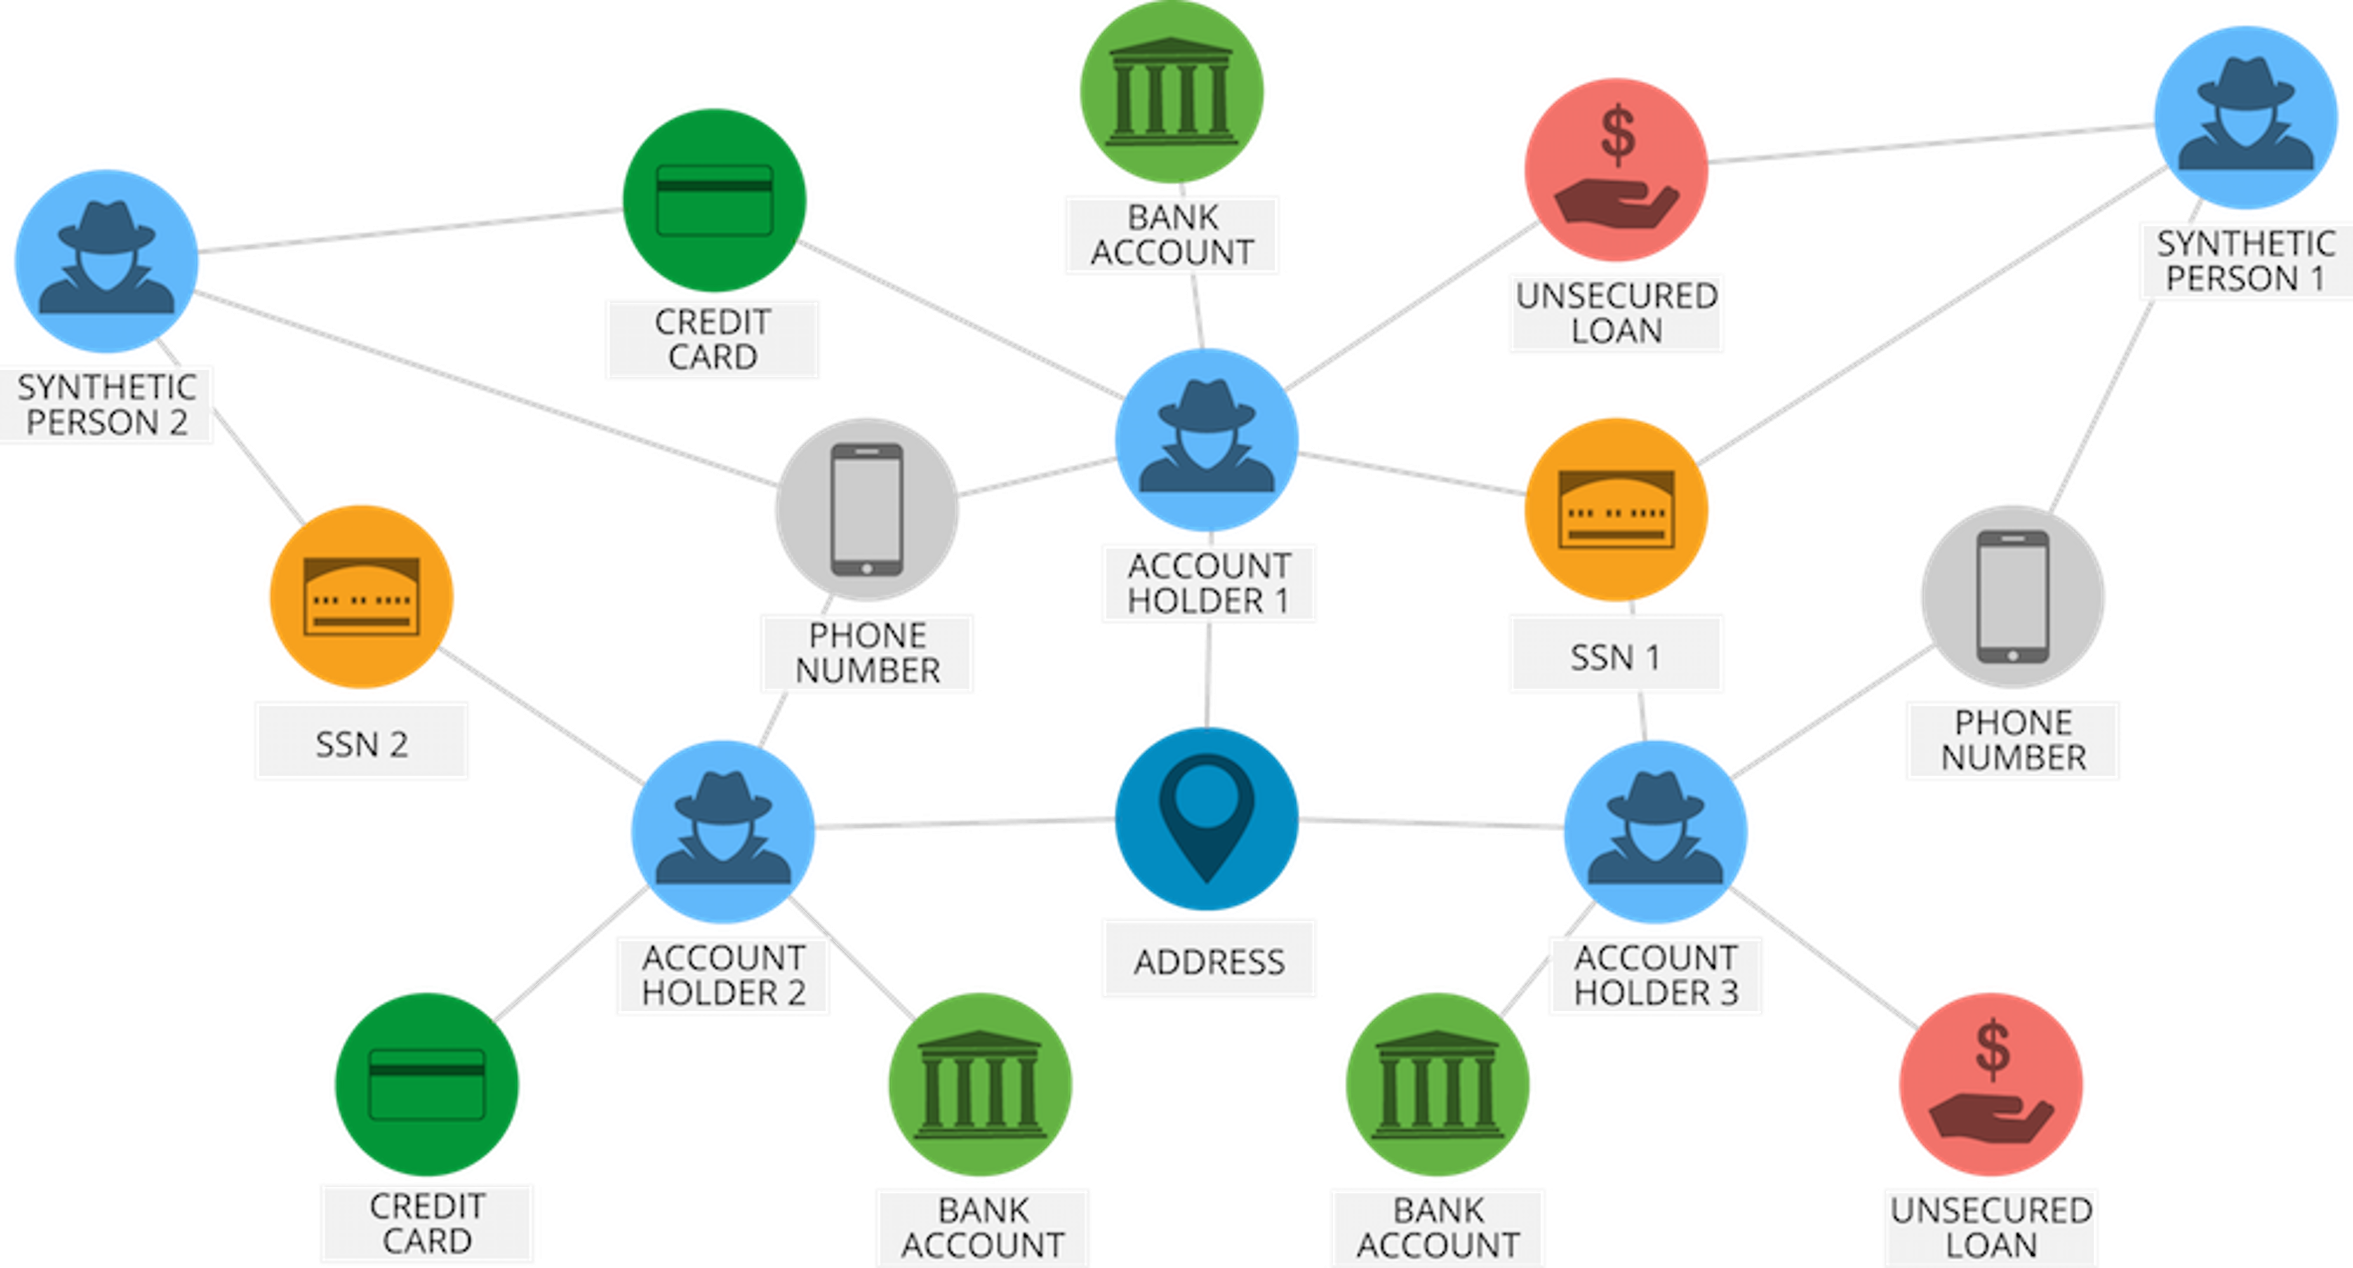 BANK
ACCOUNT
SYNTHETIC
PERSON 1
UNSECURED
LOAN
CREDIT
CARD
SYNTHETIC
PERSON 2
ACCOUNT
HOLDER 1
PHONE
NUMBER
SSN 1
SSN 2
PHONE
NUMBER
ACCOUNT
HOLDER 2
ADDRESS
ACCOUNT
HOLDER 3
CREDIT
CARD
BANK
ACCOUNT
BANK
ACCOUNT
UNSECURED
LOAN
$
$